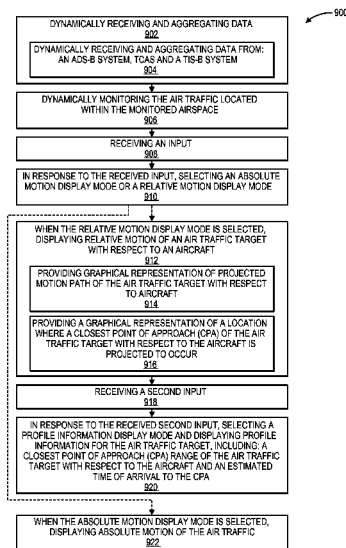 900
DYNAMICALLY RECEIVING AND AGGREGATING DATA
902
DYNAMICALLY RECEIVING AND AGGREGATING DATA FROM:
AN ADS-B SYSTEM, TCAS AND A TIS-B SYSTEM
904
DYNAMICALLY MONITORING THE AIR TRAFFIC LOCATED
WITHIN THE MONITORED AIRSPACE
906
RECEIVING AN INPUT
908
IN RESPONSE TO THE RECEIVED INPUT, SELECTING AN ABSOLUTE
MOTION DISPLAY MODE OR A RELATIVE MOTION DISPLAY MODE
910
WHEN THE RELATIVE MOTION DISPLAY MODE IS SELECTED,
DISPLAYING RELATIVE MOTION OF AN AIR TRAFFIC TARGET
WITH RESPECT TO AN AIRCRAFT
912
PROVIDING GRAPHICAL REPRESENTATION OF PROJECTED
MOTION PATH OF THE AIR TRAFFIC TARGET WITH RESPECT
TO AIRCRAFT
914
PROVIDING A GRAPHICAL REPRESENTATION OF A LOCATION
WHERE A CLOSEST POINT OF APPROACH (CPA) OF THE AIR
TRAFFIC TARGET WITH RESPECT TO THE AIRCRAFT IS
PROJECTED TO OCCUR
916
RECEIVING A SECOND INPUT
918
IN RESPONSE TO THE RECEIVED SECOND INPUT, SELECTING A
PROFILE INFORMATION DISPLAY MODE AND DISPLAYING PROFILE
INFORMATION FOR THE AIR TRAFFIC TARGET, INCLUDING: A
CLOSEST POINT OF APPROACH (CPA) RANGE OF THE AIR TRAFFIC
TARGET WITH RESPECT TO THE AIRCRAFT AND AN ESTIMATED
TIME OF ARRIVAL TO THE CPA
920
WHEN THE ABSOLUTE MOTION DISPLAY MODE IS SELECTED,
DISPLAYING ABSOLUTE MOTION OF THE AIR TRAFFIC
922